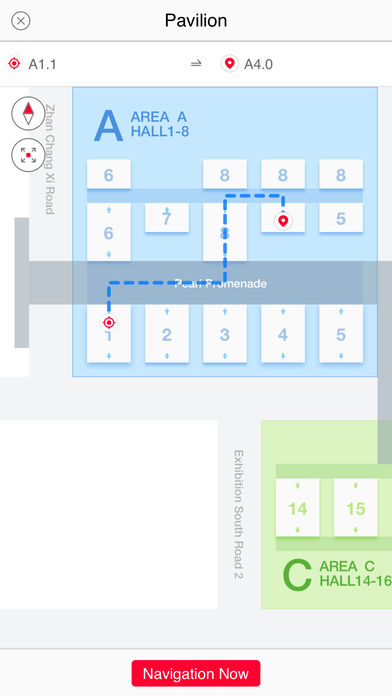 Pavilion
A1.1
A4.0
Zhan Chang Xi Road
A
AREA A
HALL1-8
6
8
8
8
6
7
8
5
Pearl Promenade
1
2
3
4
5
Exhibition South Road 2
14
15
C
AREA C
HALL14-16
Navigation Now